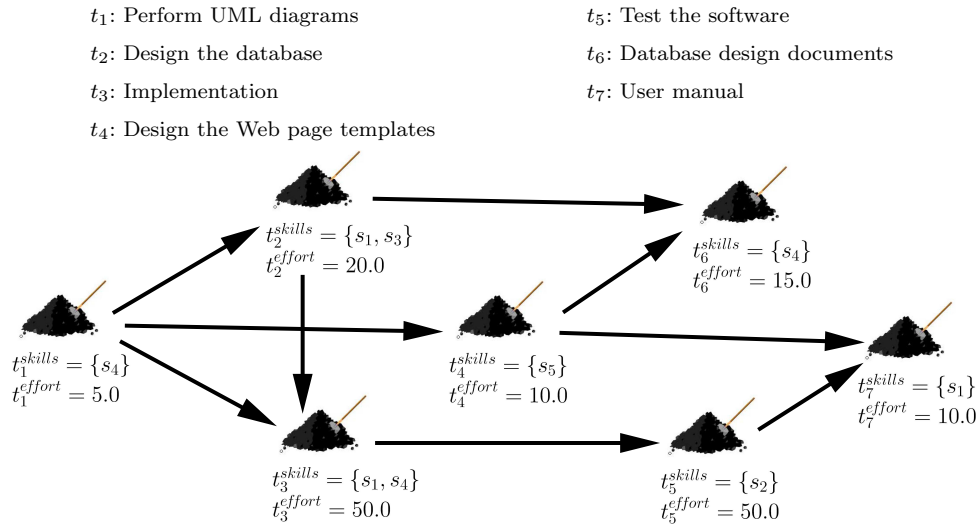 t₁: Perform UML diagrams
t₂: Design the database
t₃: Implementation
t₄: Design the Web page templates
t₅: Test the software
t₆: Database design documents
t₇: User manual
t₂^skills = {s₁, s₃}
t₂^effort = 20.0
t₆^skills = {s₄}
t₆^effort = 15.0
t₁^skills = {s₄}
t₁^effort = 5.0
t₄^skills = {s₅}
t₄^effort = 10.0
t₇^skills = {s₁}
t₇^effort = 10.0
t₃^skills = {s₁, s₄}
t₃^effort = 50.0
t₅^skills = {s₂}
t₅^effort = 50.0